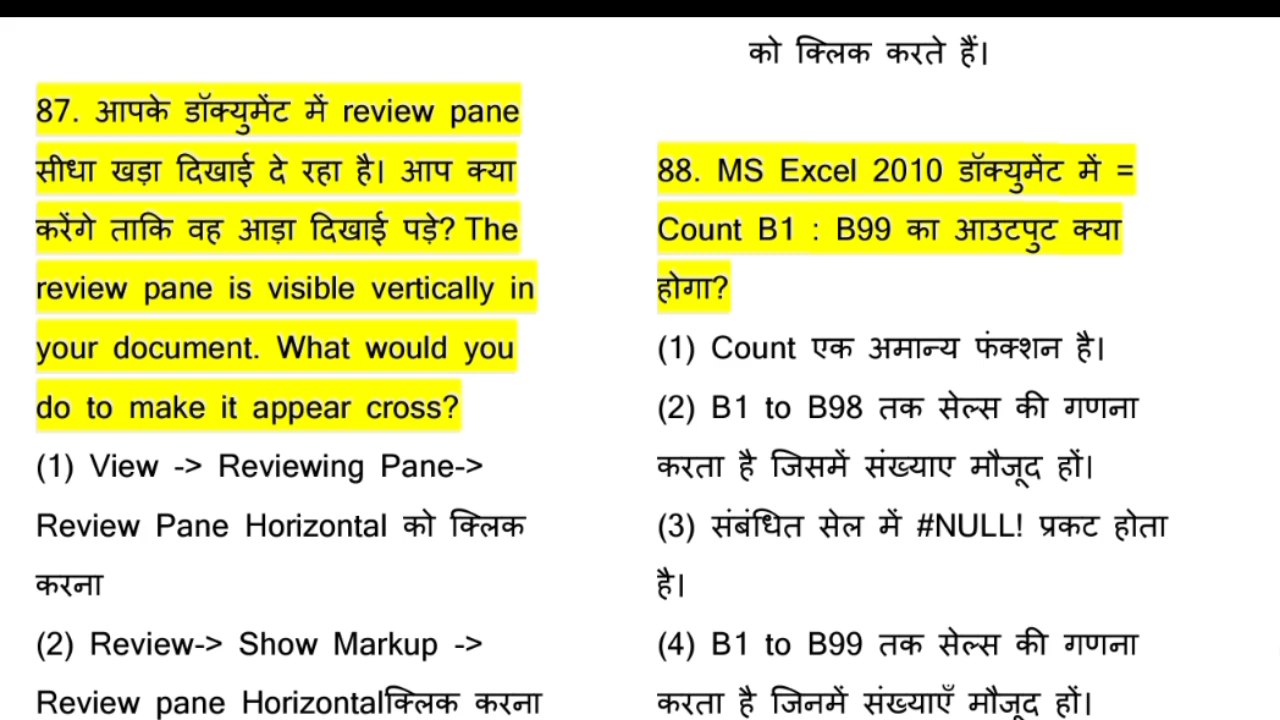 87. आपके डॉक्युमेंट में review pane
सीधा खड़ा दिखाई दे रहा है। आप क्या
करेंगे ताकि वह आड़ा दिखाई पड़े? The
review pane is visible vertically in
your document. What would you
do to make it appear cross?
(1) View -> Reviewing Pane->
Review Pane Horizontal को क्लिक
करना
(2) Review-> Show Markup ->
Review pane Horizontalक्लिक करना
को क्लिक करते हैं।
88. MS Excel 2010 डॉक्युमेंट में =
Count B1 : B99 का आउटपुट क्या
होगा?
(1) Count एक अमान्य फंक्शन है।
(2) B1 to B98 तक सेल्स की गणना
करता है जिसमें संख्याए मौजूद हों।
(3) संबंधित सेल में #NULL! प्रकट होता
है।
(4) B1 to B99 तक सेल्स की गणना
करता है जिनमें संख्याएँ मौजूद हों।